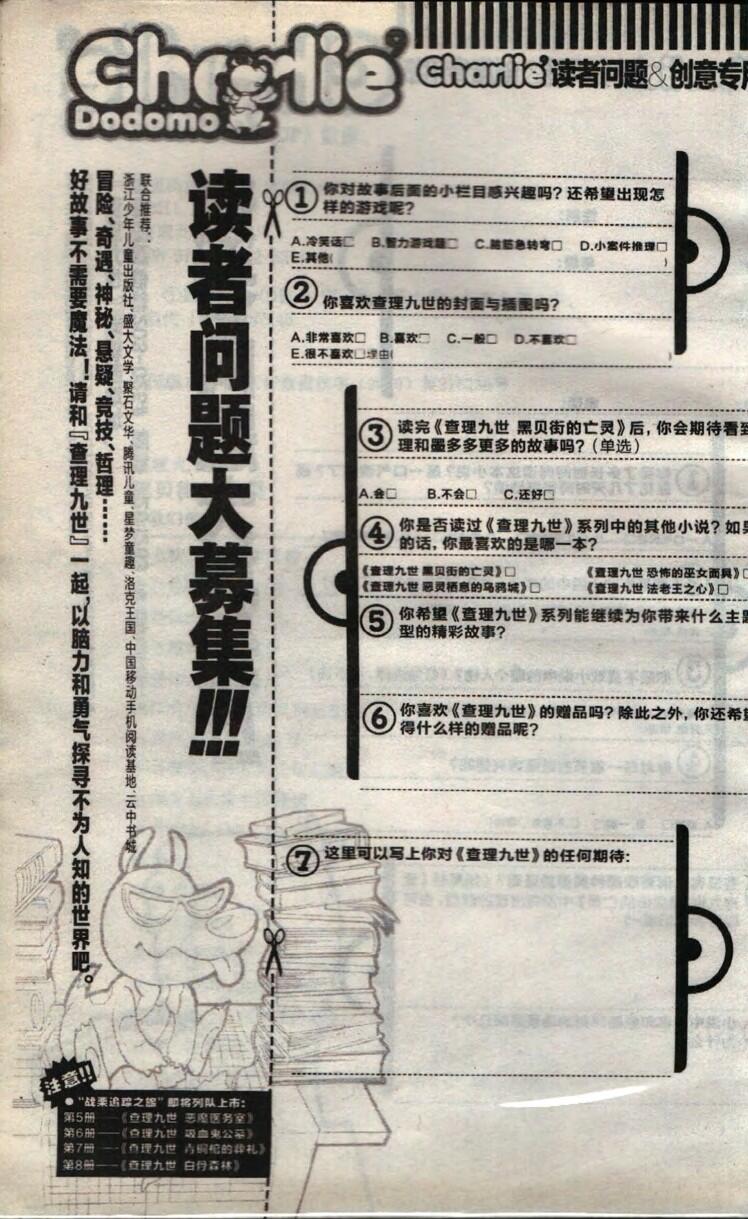 Charlie⁹
Dodomo
Charlie⁹ 读者问题&创意专用
读者问题大募集!!!
联合推荐：
浙江少年儿童出版社、盛大文学、聚石文华、腾讯儿童、星梦童趣、洛克王国、中国移动手机阅读基地、云中书城
冒险、奇遇、神秘、悬疑、竞技、哲理……
好故事不需要魔法！请和『查理九世』一起，以脑力和勇气探寻不为人知的世界吧。
① 你对故事后面的小栏目感兴趣吗？还希望出现怎
样的游戏呢？
A.冷笑话□ B.智力游戏题□ C.脑筋急转弯□ D.小案件推理□
E.其他( )
② 你喜欢查理九世的封面与插图吗？
A.非常喜欢□ B.喜欢□ C.一般□ D.不喜欢□
E.很不喜欢□理由( )
③ 读完《查理九世 黑贝街的亡灵》后，你会期待看到
理和墨多多更多的故事吗？（单选）
A.会□ B.不会□ C.还好□
④ 你是否读过《查理九世》系列中的其他小说？如果
的话，你最喜欢的是哪一本？
《查理九世 黑贝街的亡灵》□ 《查理九世 恐怖的巫女面具》□
《查理九世 恶灵栖息的乌鸦城》□ 《查理九世 法老王之心》□
⑤ 你希望《查理九世》系列能继续为你带来什么主题
型的精彩故事？
⑥ 你喜欢《查理九世》的赠品吗？除此之外，你还希望
得什么样的赠品呢？
⑦ 这里可以写上你对《查理九世》的任何期待：
注意!!
● “战栗追踪之旅”即将列队上市：
第5册——《查理九世 恶魔医务室》
第6册——《查理九世 吸血鬼公墓》
第7册——《查理九世 青铜棺的葬礼》
第8册——《查理九世 白骨森林》